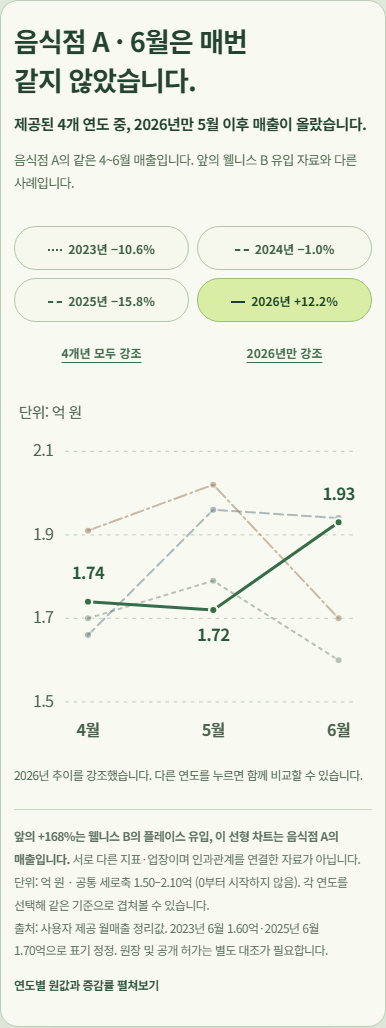 음식점 A · 6월은 매번
같지 않았습니다.
제공된 4개 연도 중, 2026년만 5월 이후 매출이 올랐습니다.
음식점 A의 같은 4~6월 매출입니다. 앞의 웰니스 B 유입 자료와 다른
사례입니다.
2023년 −10.6%
2024년 −1.0%
2025년 −15.8%
2026년 +12.2%
4개년 모두 강조
2026년만 강조
단위: 억 원
2.1
1.93
1.9
1.74
1.7
1.72
1.5
4월
5월
6월
2026년 추이를 강조했습니다. 다른 연도를 누르면 함께 비교할 수 있습니다.
앞의 +168%는 웰니스 B의 플레이스 유입, 이 선형 차트는 음식점 A의
매출입니다. 서로 다른 지표·업장이며 인과관계를 연결한 자료가 아닙니다.
단위: 억 원 · 공통 세로축 1.50–2.10억 (0부터 시작하지 않음). 각 연도를
선택해 같은 기준으로 겹쳐볼 수 있습니다.
출처: 사용자 제공 월매출 정리값. 2023년 6월 1.60억·2025년 6월
1.70억으로 표기 정정. 원장 및 공개 허가는 별도 대조가 필요합니다.
연도별 원값과 증감률 펼쳐보기